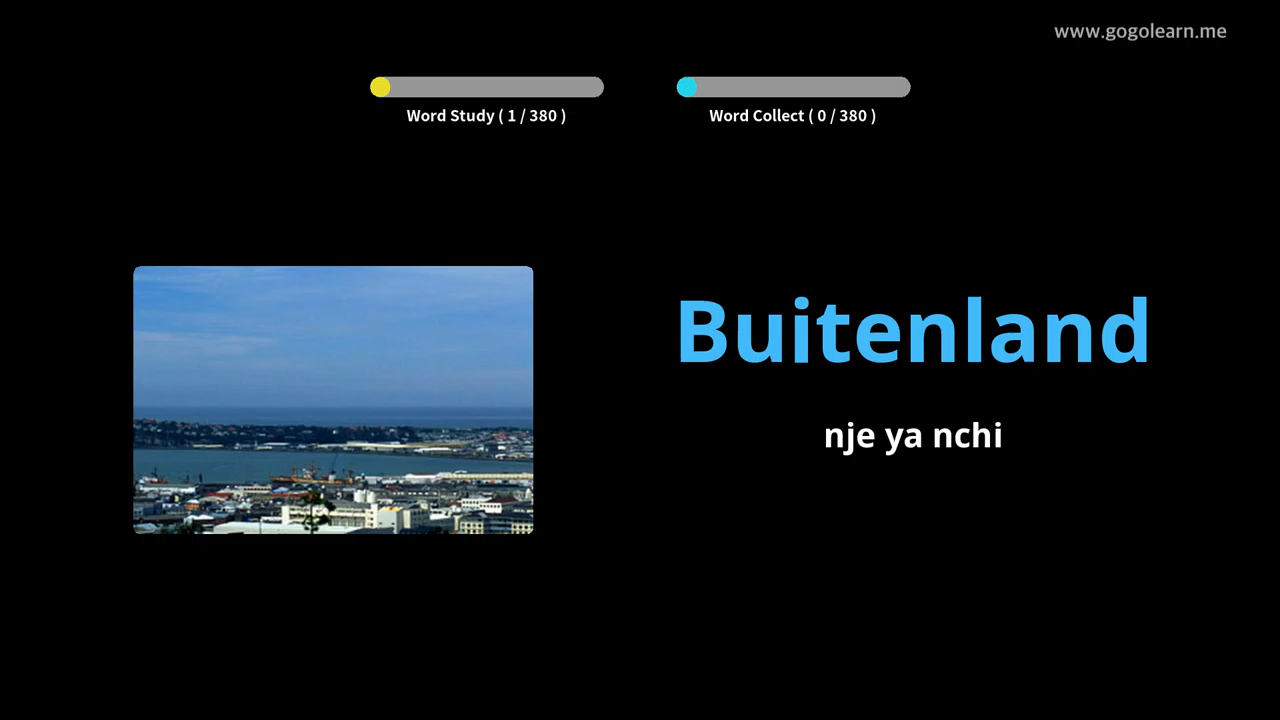 www.gogolearn.me
Word Study ( 1 / 380 )
Word Collect ( 0 / 380 )
Buitenland
nje ya nchi